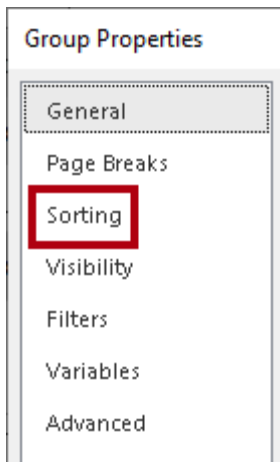 Group Properties
General
Page Breaks
Sorting
Visibility
Filters
Variables
Advanced